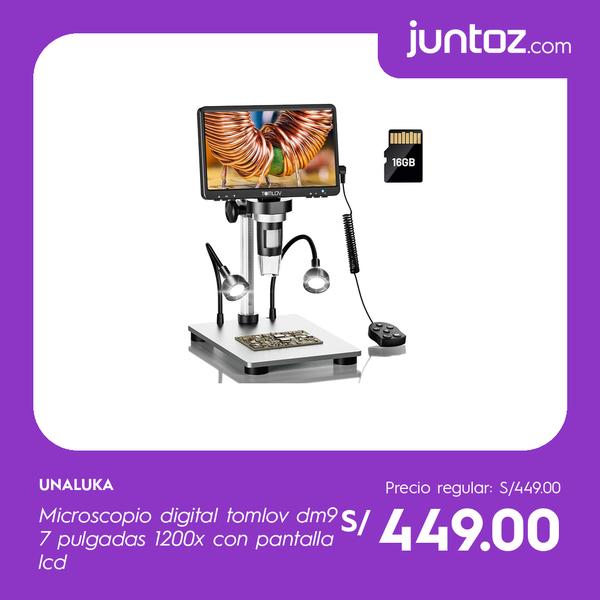 juntoz.com
16GB
TOMLOV
UNALUKA
Microscopio digital tomlov dm9
7 pulgadas 1200x con pantalla
lcd
Precio regular: S/449.00
S/ 449.00